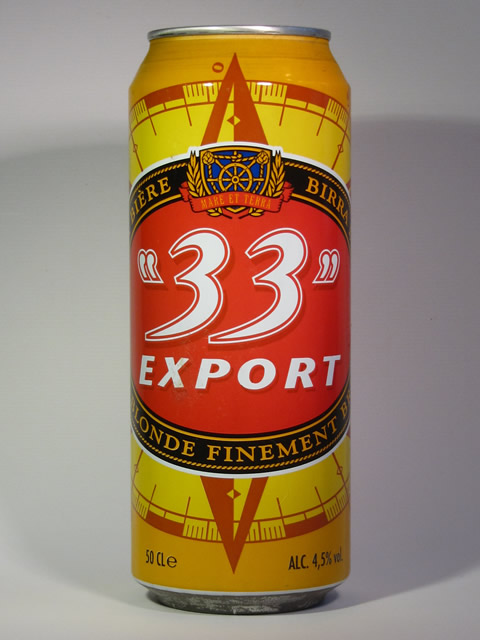 BIÈRE BIRRA
MARE ET TERRA
"33"
EXPORT
BLONDE FINEMENT
50 CL e ALC. 4,5% vol.